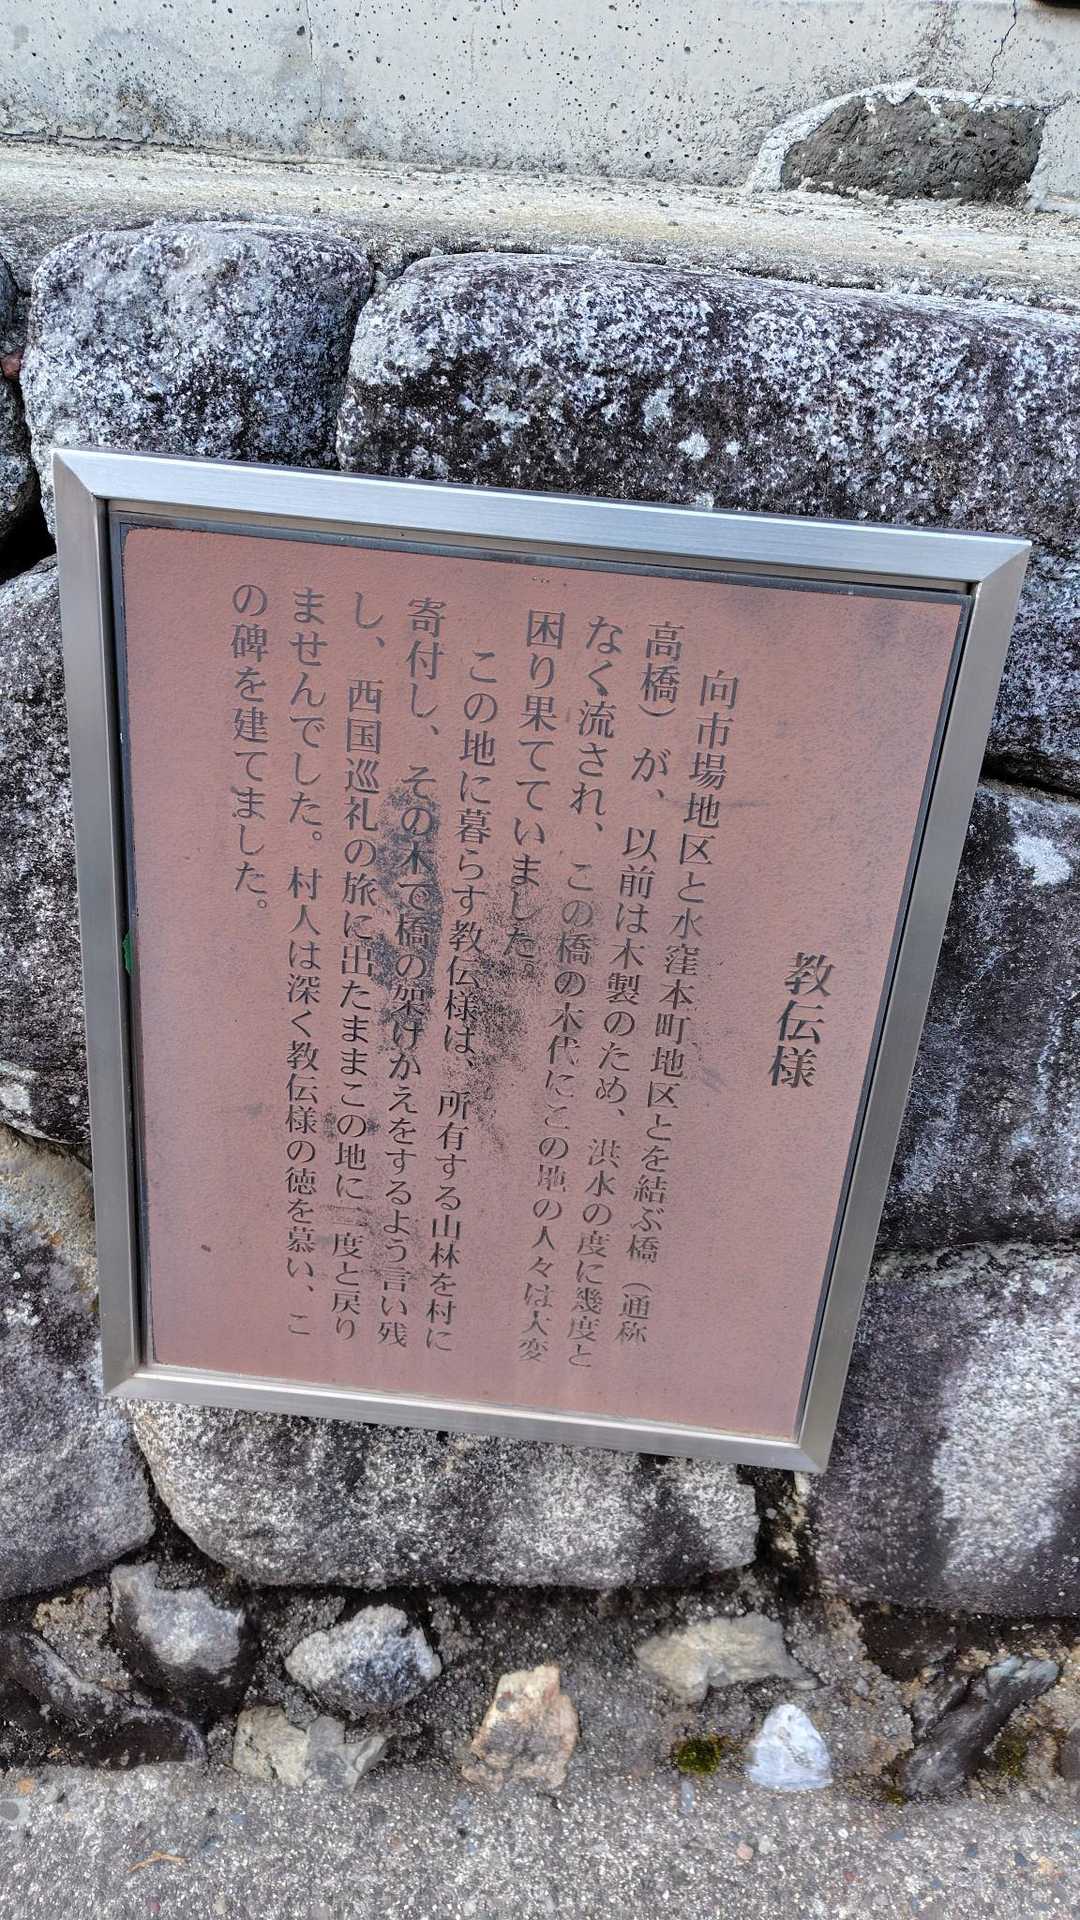 教伝様
向市場地区と水窪本町地区とを結ぶ橋（通称
高橋）が、以前は木製のため、洪水の度に幾度と
なく流され、この橋の木代にこの地の人々は大変
困り果てていました。
この地に暮らす教伝様は、所有する山林を村に
寄付し、その木で橋の架けかえをするよう言い残
し、西国巡礼の旅に出たままこの地に二度と戻り
ませんでした。村人は深く教伝様の徳を慕い、こ
の碑を建てました。